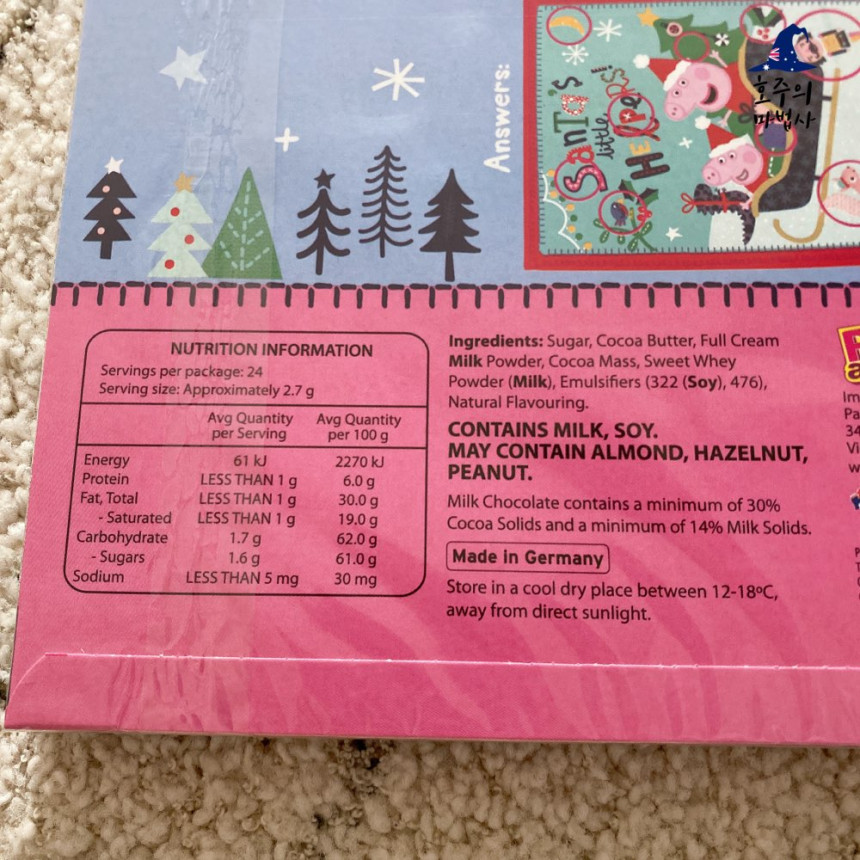 호주의
마법사
Answers:
Santa's
little
Helpers
NUTRITION INFORMATION
Servings per package: 24
Serving size: Approximately 2.7 g
Avg Quantity per Serving Avg Quantity per 100 g
Energy 61 kJ 2270 kJ
Protein LESS THAN 1 g 6.0 g
Fat, Total LESS THAN 1 g 30.0 g
- Saturated LESS THAN 1 g 19.0 g
Carbohydrate 1.7 g 62.0 g
- Sugars 1.6 g 61.0 g
Sodium LESS THAN 5 mg 30 mg
Ingredients: Sugar, Cocoa Butter, Full Cream
Milk Powder, Cocoa Mass, Sweet Whey
Powder (Milk), Emulsifiers (322 (Soy), 476),
Natural Flavouring.
CONTAINS MILK, SOY.
MAY CONTAIN ALMOND, HAZELNUT,
PEANUT.
Milk Chocolate contains a minimum of 30%
Cocoa Solids and a minimum of 14% Milk Solids.
Made in Germany
Store in a cool dry place between 12-18ºC,
away from direct sunlight.